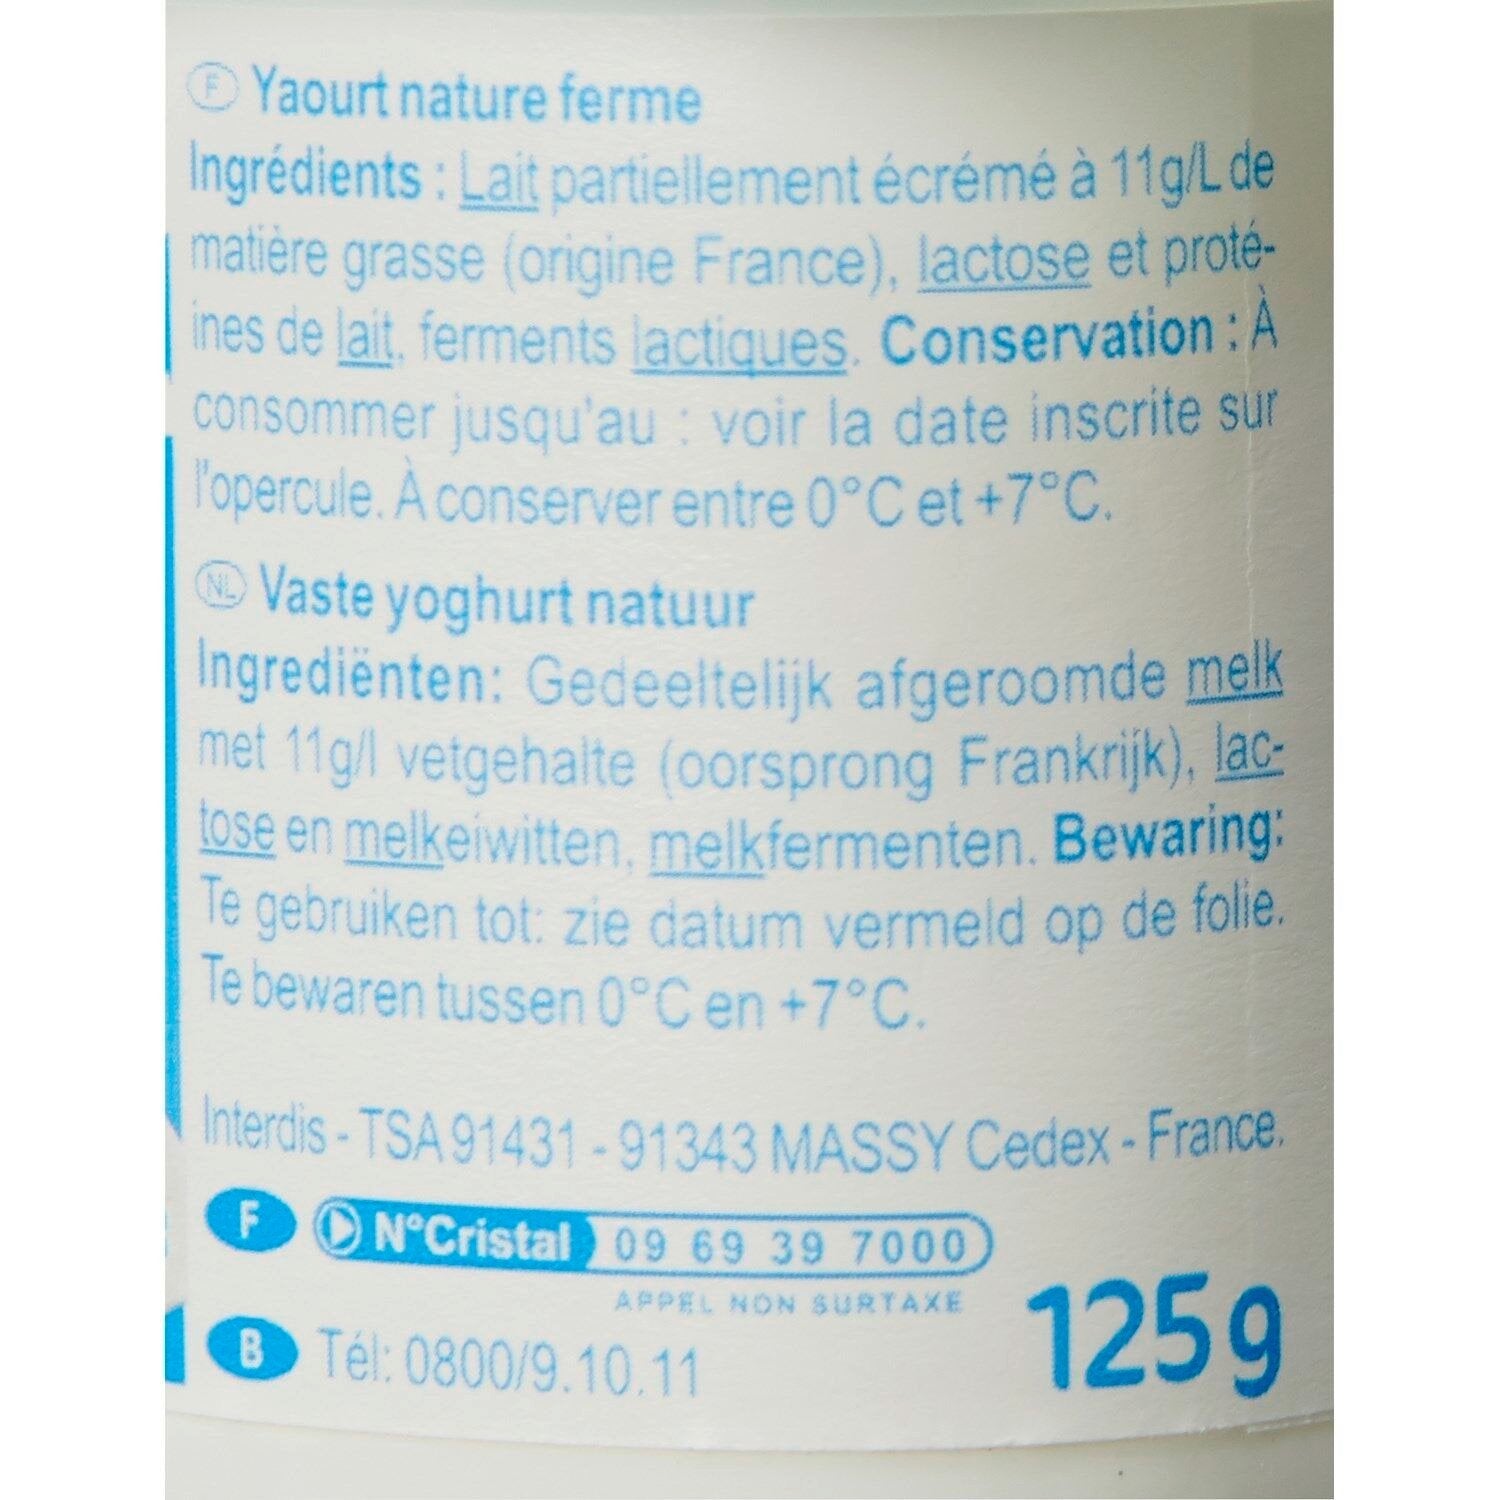 F Yaourt nature ferme
Ingrédients : Lait partiellement écrémé à 11g/L de
matière grasse (origine France), lactose et proté-
ines de lait, ferments lactiques. Conservation : À
consommer jusqu'au : voir la date inscrite sur
l'opercule. À conserver entre 0°C et +7°C.
NL Vaste yoghurt natuur
Ingrediënten: Gedeeltelijk afgeroomde melk
met 11g/l vetgehalte (oorsprong Frankrijk), lac-
tose en melkeiwitten, melkfermenten. Bewaring:
Te gebruiken tot: zie datum vermeld op de folie.
Te bewaren tussen 0°C en +7°C.
Interdis - TSA 91431 - 91343 MASSY Cedex - France.
F N°Cristal 09 69 39 7000
APPEL NON SURTAXE
B Tél: 0800/9.10.11
125g